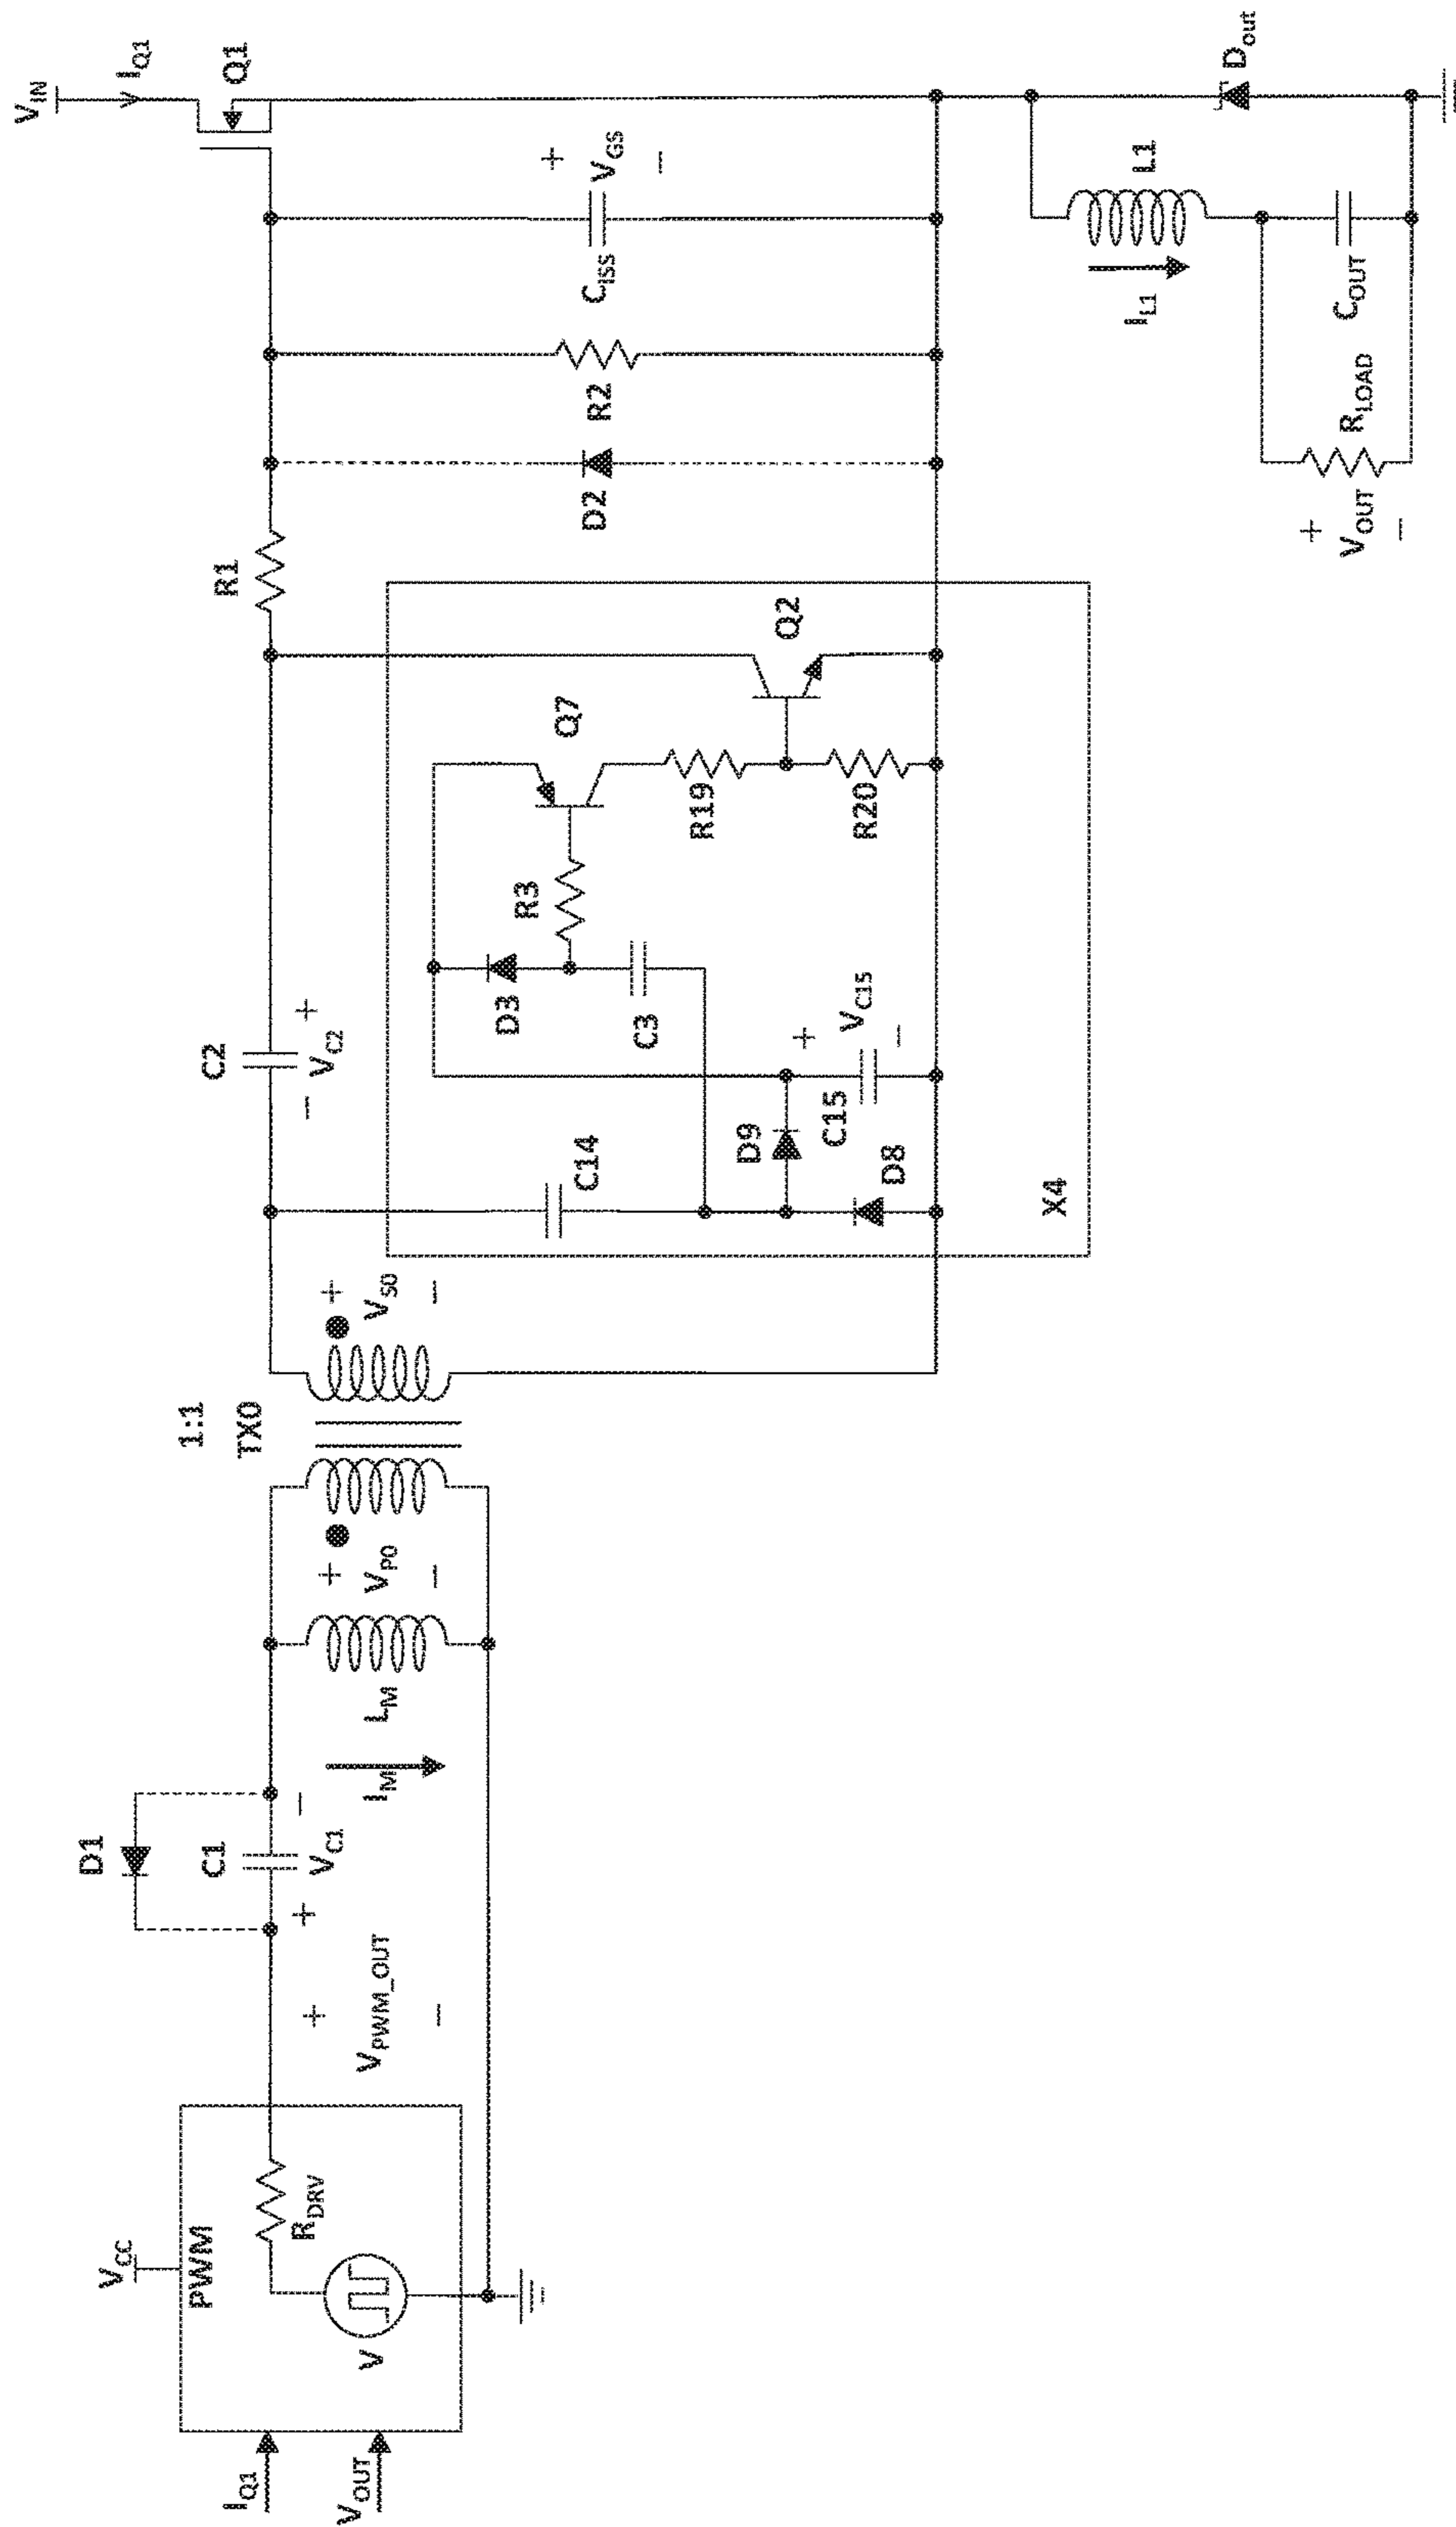 I_Q1
V_OUT
V_CC
PWM
V
R_DRV
+
V_PWM_OUT
−
D1
C1
+
V_C1
−
I_M
L_M
+
V_P0
−
1:1
TX0
+
V_S0
−
C2
−
V_C2
+
C14
D9
D8
C15
+
V_C15
−
D3
C3
R3
Q7
R19
R20
Q2
X4
R1
D2
R2
C_ISS
+
V_GS
−
V_IN
I_Q1
Q1
L1
I_L1
D_out
C_OUT
R_LOAD
+
V_OUT
−